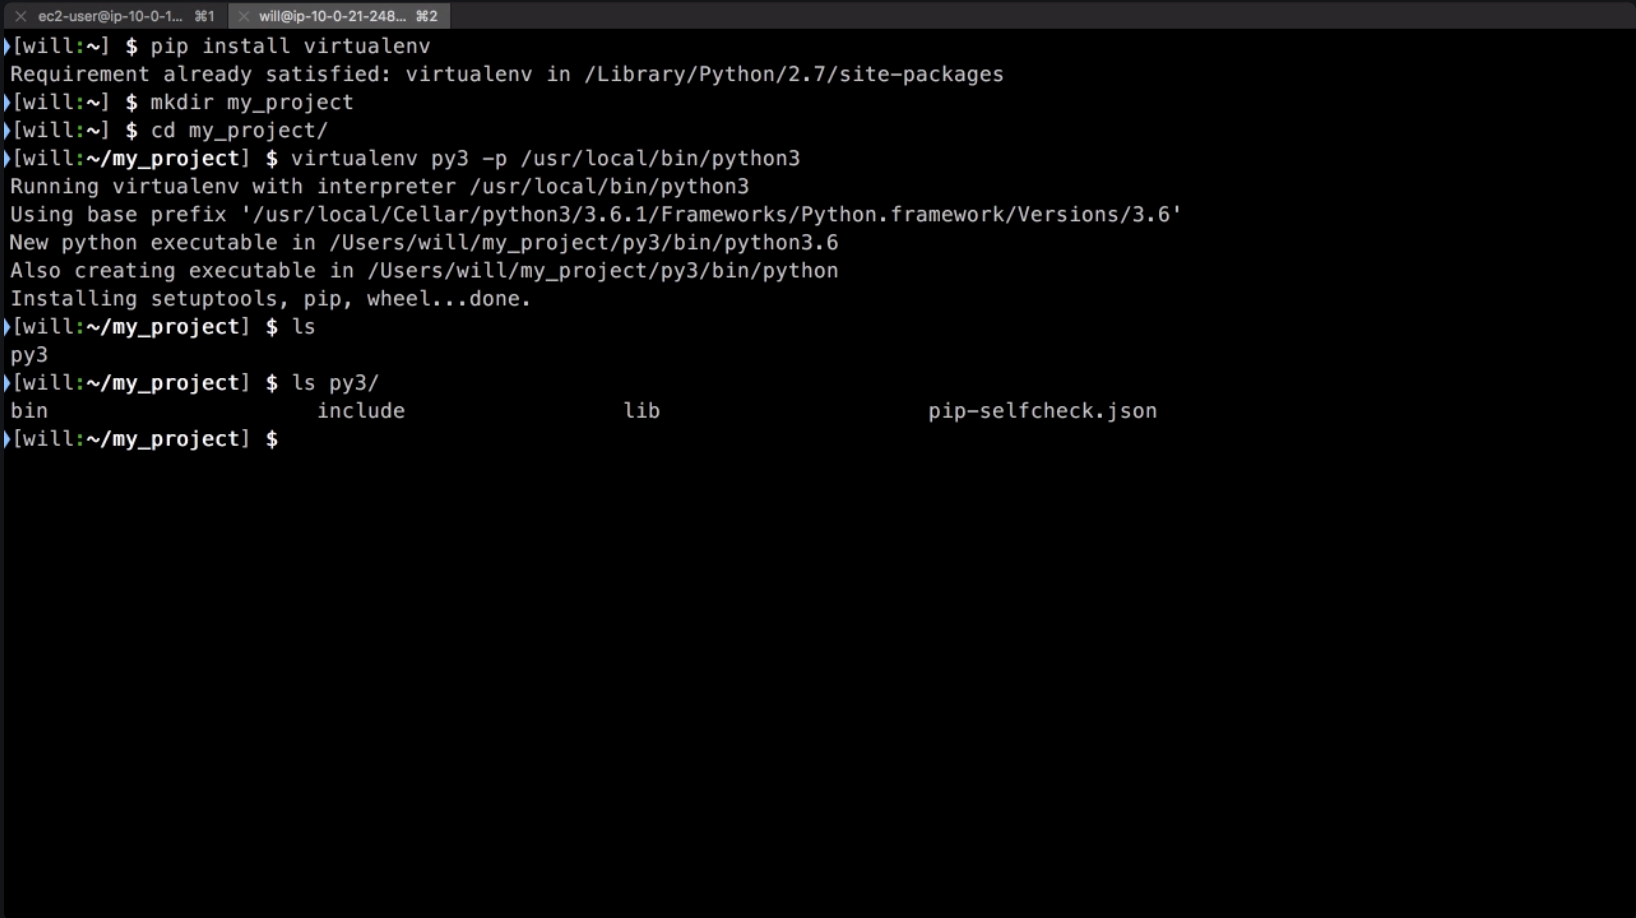 ec2-user@ip-10-0-1... ⌘1 will@ip-10-0-21-248... ⌘2
[will:~] $ pip install virtualenv
Requirement already satisfied: virtualenv in /Library/Python/2.7/site-packages
[will:~] $ mkdir my_project
[will:~] $ cd my_project/
[will:~/my_project] $ virtualenv py3 -p /usr/local/bin/python3
Running virtualenv with interpreter /usr/local/bin/python3
Using base prefix '/usr/local/Cellar/python3/3.6.1/Frameworks/Python.framework/Versions/3.6'
New python executable in /Users/will/my_project/py3/bin/python3.6
Also creating executable in /Users/will/my_project/py3/bin/python
Installing setuptools, pip, wheel...done.
[will:~/my_project] $ ls
py3
[will:~/my_project] $ ls py3/
bin include lib pip-selfcheck.json
[will:~/my_project] $